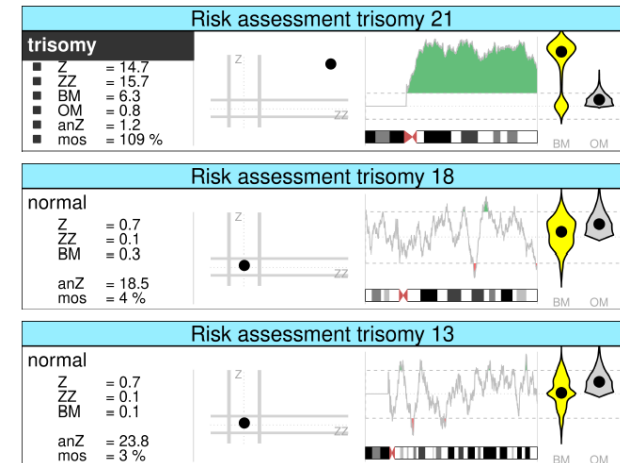 Risk assessment trisomy 21
trisomy
Z = 14.7
ZZ = 15.7
BM = 6.3
OM = 0.8
anZ = 1.2
mos = 109 %
Z
ZZ
BM OM
Risk assessment trisomy 18
normal
Z = 0.7
ZZ = 0.1
BM = 0.3
anZ = 18.5
mos = 4 %
Z
ZZ
BM OM
Risk assessment trisomy 13
normal
Z = 0.7
ZZ = 0.1
BM = 0.1
anZ = 23.8
mos = 3 %
Z
ZZ
BM OM